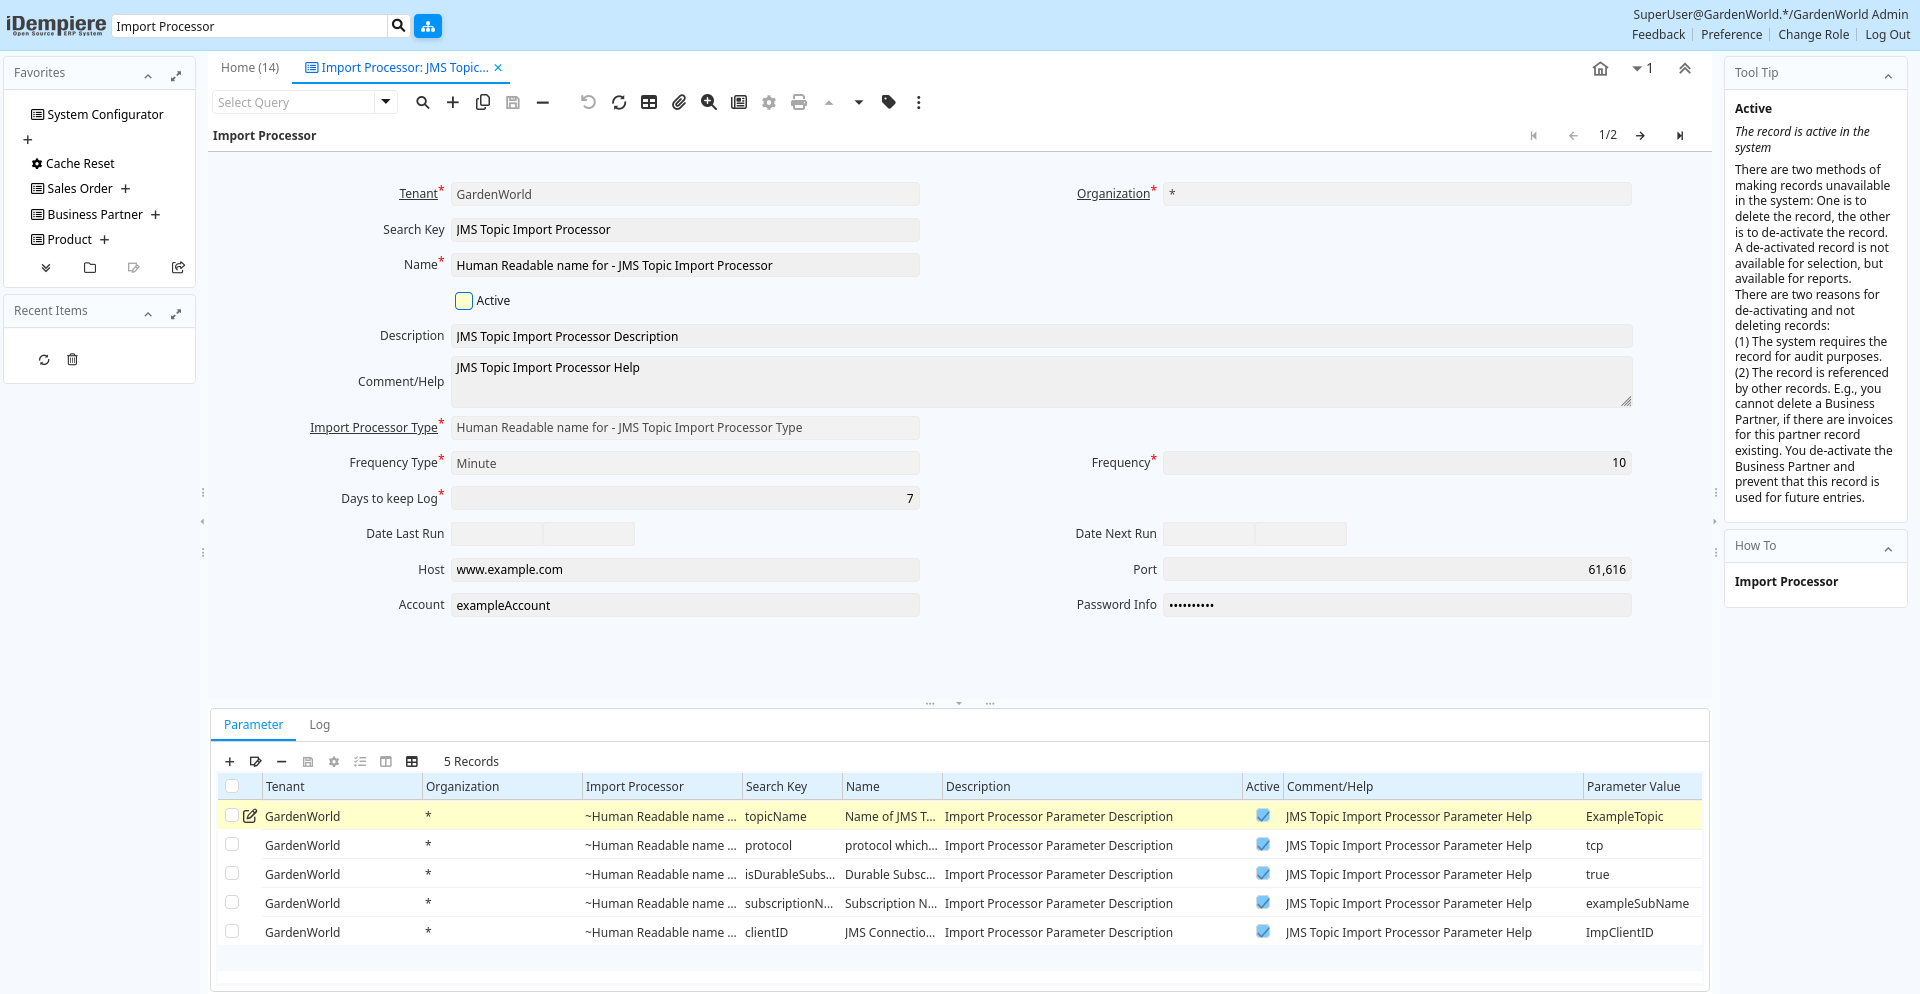 iDempiere
Open Source ERP System
Import Processor
SuperUser@GardenWorld.*/GardenWorld Admin
Feedback
Preference
Change Role
Log Out
Favorites
System Configurator
Cache Reset
Sales Order
Business Partner
Product
Recent Items
Home (14)
Import Processor: JMS Topic...
1
Select Query
Import Processor
1/2
Tenant*
GardenWorld
Organization*
*
Search Key
JMS Topic Import Processor
Name*
Human Readable name for - JMS Topic Import Processor
Active
Description
JMS Topic Import Processor Description
Comment/Help
JMS Topic Import Processor Help
Import Processor Type*
Human Readable name for - JMS Topic Import Processor Type
Frequency Type*
Minute
Frequency*
10
Days to keep Log*
7
Date Last Run
Date Next Run
Host
www.example.com
Port
61,616
Account
exampleAccount
Password Info
••••••••••
Parameter
Log
5 Records
Tenant Organization Import Processor Search Key Name Description Active Comment/Help Parameter Value
GardenWorld * ~Human Readable name ... topicName Name of JMS T... Import Processor Parameter Description JMS Topic Import Processor Parameter Help ExampleTopic
GardenWorld * ~Human Readable name ... protocol protocol which... Import Processor Parameter Description JMS Topic Import Processor Parameter Help tcp
GardenWorld * ~Human Readable name ... isDurableSubs... Durable Subsc... Import Processor Parameter Description JMS Topic Import Processor Parameter Help true
GardenWorld * ~Human Readable name ... subscriptionN... Subscription N... Import Processor Parameter Description JMS Topic Import Processor Parameter Help exampleSubName
GardenWorld * ~Human Readable name ... clientID JMS Connectio... Import Processor Parameter Description JMS Topic Import Processor Parameter Help ImpClientID
Tool Tip
Active
The record is active in the
system
There are two methods of
making records unavailable
in the system: One is to
delete the record, the other
is to de-activate the record.
A de-activated record is not
available for selection, but
available for reports.
There are two reasons for
de-activating and not
deleting records:
(1) The system requires the
record for audit purposes.
(2) The record is referenced
by other records. E.g., you
cannot delete a Business
Partner, if there are invoices
for this partner record
existing. You de-activate the
Business Partner and
prevent that this record is
used for future entries.
How To
Import Processor